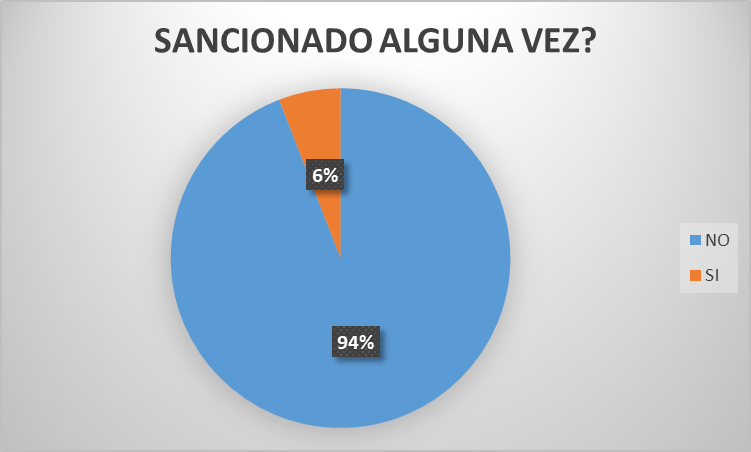 SANCIONADO ALGUNA VEZ?
6%
94%
NO
SI